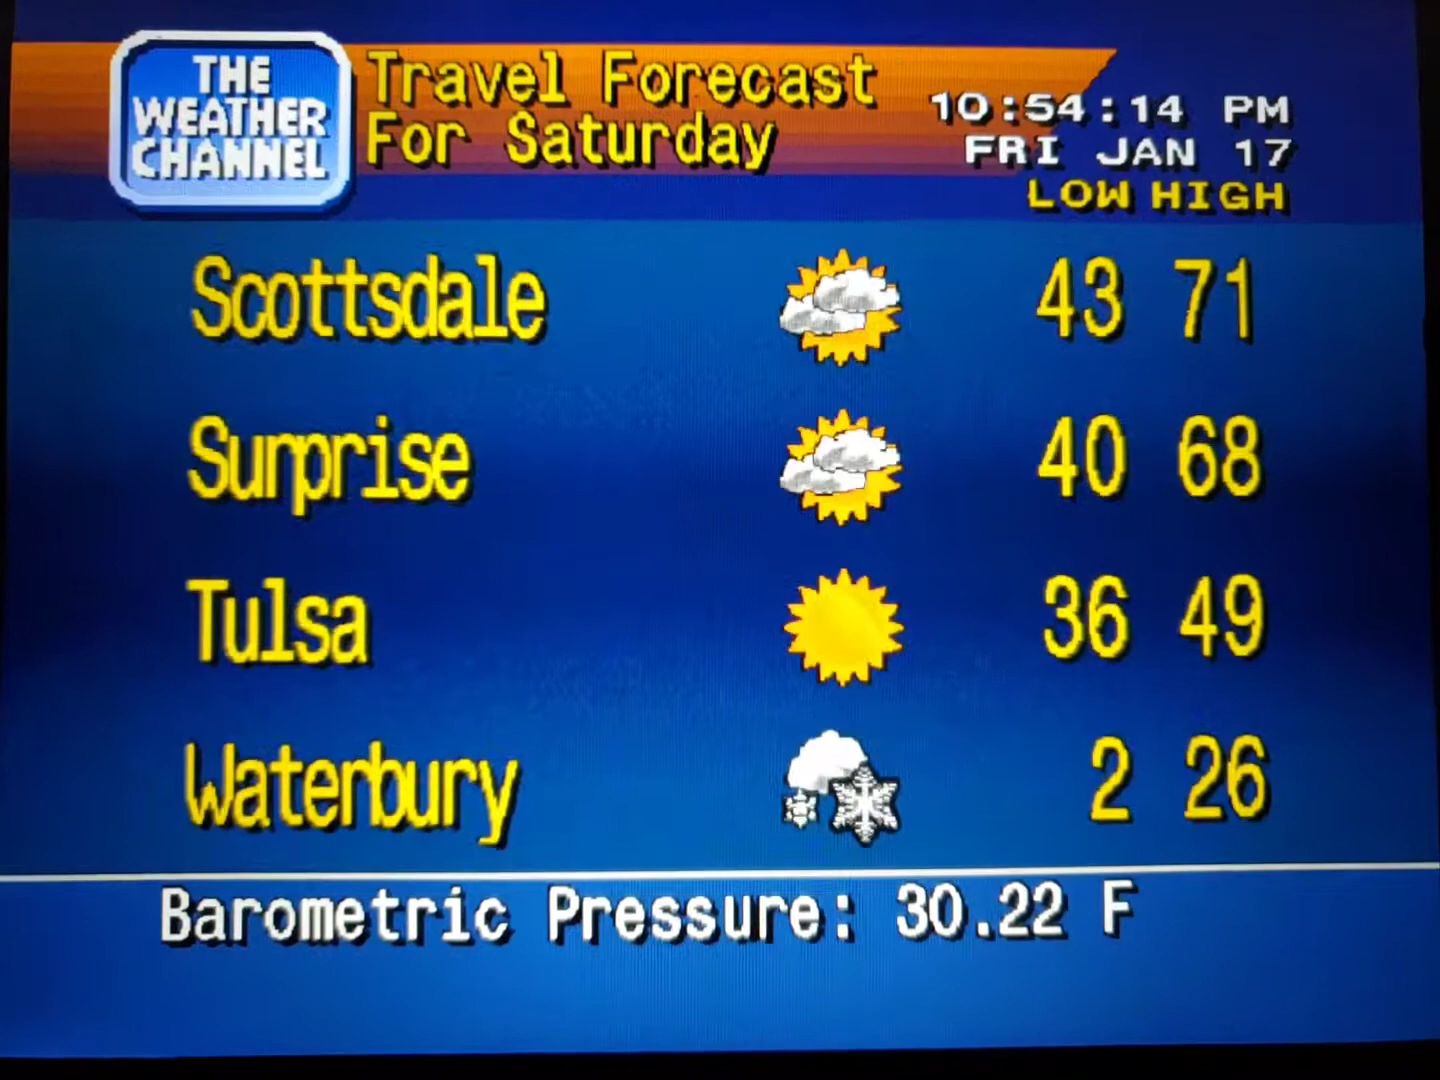 THE
WEATHER
CHANNEL
Travel Forecast
For Saturday
10:54:14 PM
FRI JAN 17
LOW HIGH
Scottsdale 43 71
Surprise 40 68
Tulsa 36 49
Waterbury 2 26
Barometric Pressure: 30.22 F